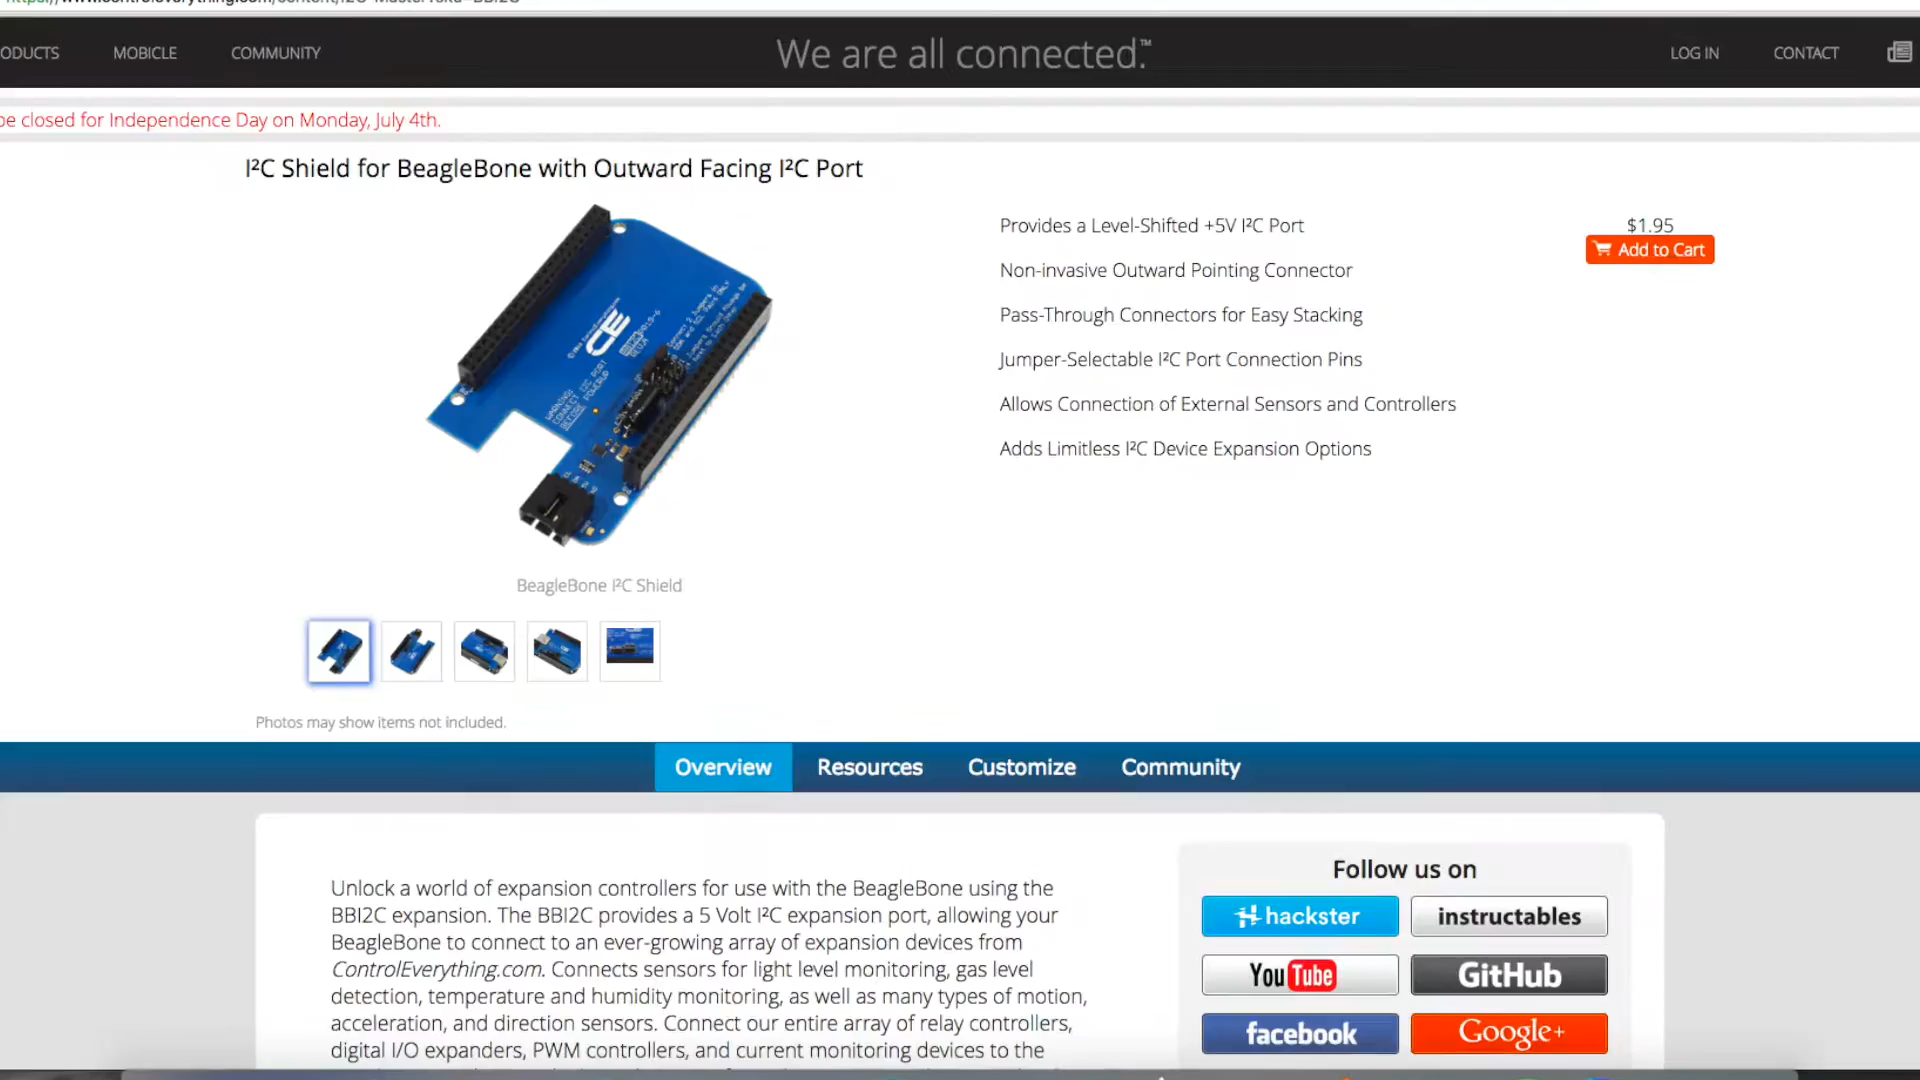 ODUCTS MOBICLE COMMUNITY We are all connected.™ LOG IN CONTACT
be closed for Independence Day on Monday, July 4th.
I²C Shield for BeagleBone with Outward Facing I²C Port
Provides a Level-Shifted +5V I²C Port
$1.95
Add to Cart
Non-invasive Outward Pointing Connector
Pass-Through Connectors for Easy Stacking
Jumper-Selectable I²C Port Connection Pins
Allows Connection of External Sensors and Controllers
Adds Limitless I²C Device Expansion Options
CE
WARNING:
CONNECT I2C PORT
BEFORE POWERUP
BeagleBone I²C Shield
Photos may show items not included.
Overview Resources Customize Community
Unlock a world of expansion controllers for use with the BeagleBone using the
BBI2C expansion. The BBI2C provides a 5 Volt I²C expansion port, allowing your
BeagleBone to connect to an ever-growing array of expansion devices from
ControlEverything.com. Connects sensors for light level monitoring, gas level
detection, temperature and humidity monitoring, as well as many types of motion,
acceleration, and direction sensors. Connect our entire array of relay controllers,
digital I/O expanders, PWM controllers, and current monitoring devices to the
Follow us on
hackster
instructables
YouTube
GitHub
facebook
Google+